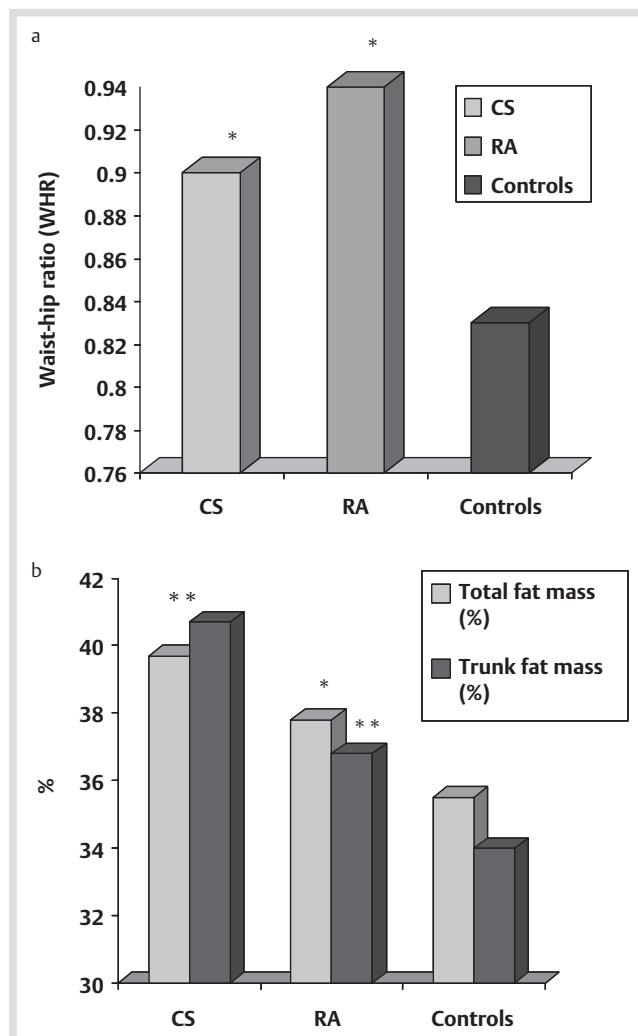 a
*
*
0.94
0.92
0.9
0.88
0.86
0.84
0.82
0.8
0.78
0.76
Waist-hip ratio (WHR)
CS
RA
Controls
CS
RA
Controls
b
42
40
38
36
34
32
30
%
**
*
**
Total fat mass
(%)
Trunk fat mass
(%)
CS
RA
Controls